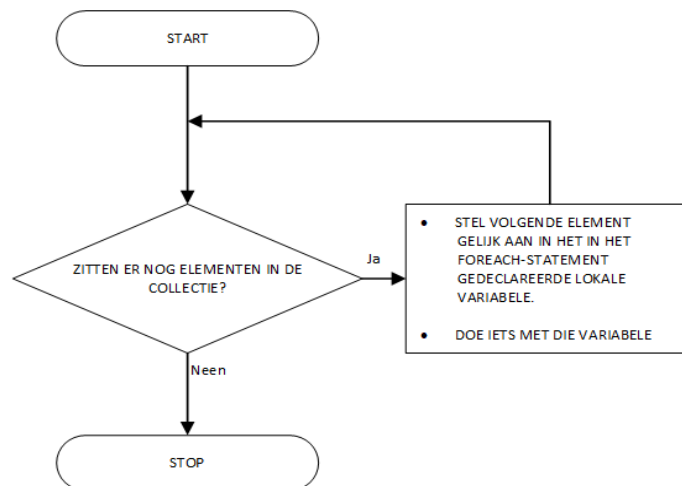 START
ZITTEN ER NOG ELEMENTEN IN DE
COLLECTIE?
Ja
• STEL VOLGENDE ELEMENT
GELIJK AAN IN HET IN HET
FOREACH-STATEMENT
GEDECLAREERDE LOKALE
VARIABELE.
• DOE IETS MET DIE VARIABELE
Neen
STOP